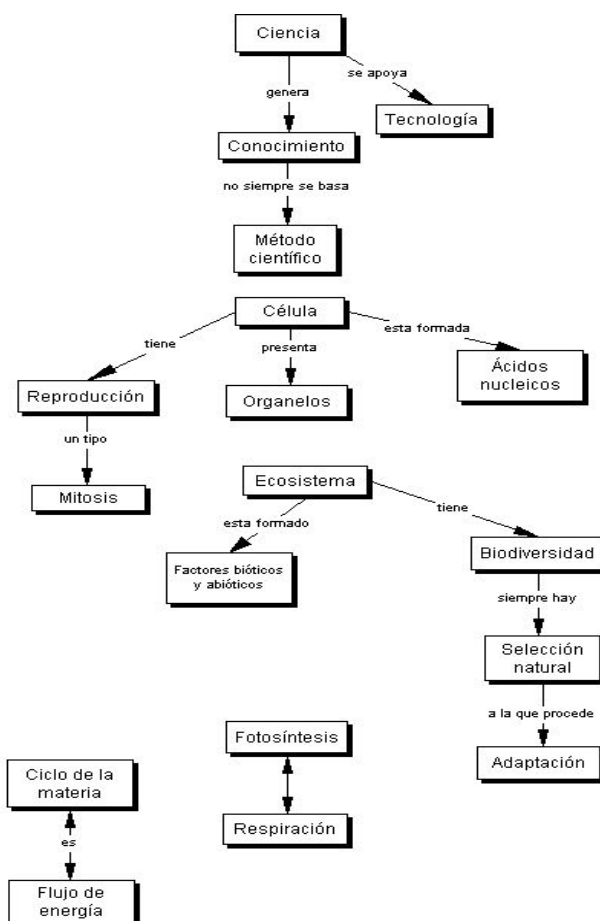 Ciencia
se apoya
genera
Tecnología
Conocimiento
no siempre se basa
Método
científico
Célula
tiene
presenta
esta formada
Reproducción
Organelos
Ácidos
nucleicos
un tipo
Mitosis
Ecosistema
esta formado
tiene
Factores bióticos
y abióticos
Biodiversidad
siempre hay
Selección
natural
a la que procede
Adaptación
Fotosíntesis
Respiración
Ciclo de la
materia
es
Flujo de
energía